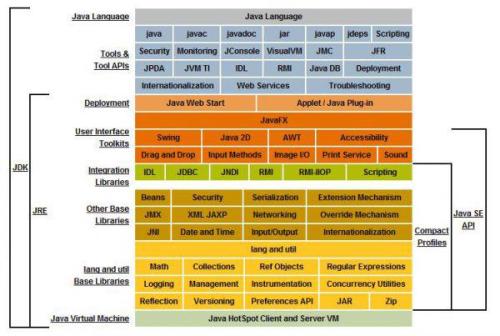 Java Language Java Language
java javac javadoc jar javap jdeps Scripting
Tools & Tool APIs Security Monitoring JConsole VisualVM JMC JFR
JPDA JVM TI IDL RMI Java DB Deployment
Internationalization Web Services Troubleshooting
Deployment Java Web Start Applet / Java Plug-in
JavaFX
User Interface Toolkits Swing Java 2D AWT Accessibility
Drag and Drop Input Methods Image I/O Print Service Sound
Integration Libraries IDL JDBC JNDI RMI RMI-IIOP Scripting
JDK
JRE
Other Base Libraries Beans Security Serialization Extension Mechanism
JMX XML JAXP Networking Override Mechanism
JNI Date and Time Input/Output Internationalization
Java SE API
Compact Profiles
lang and util
lang and util Base Libraries Math Collections Ref Objects Regular Expressions
Logging Management Instrumentation Concurrency Utilities
Reflection Versioning Preferences API JAR Zip
Java Virtual Machine Java HotSpot Client and Server VM